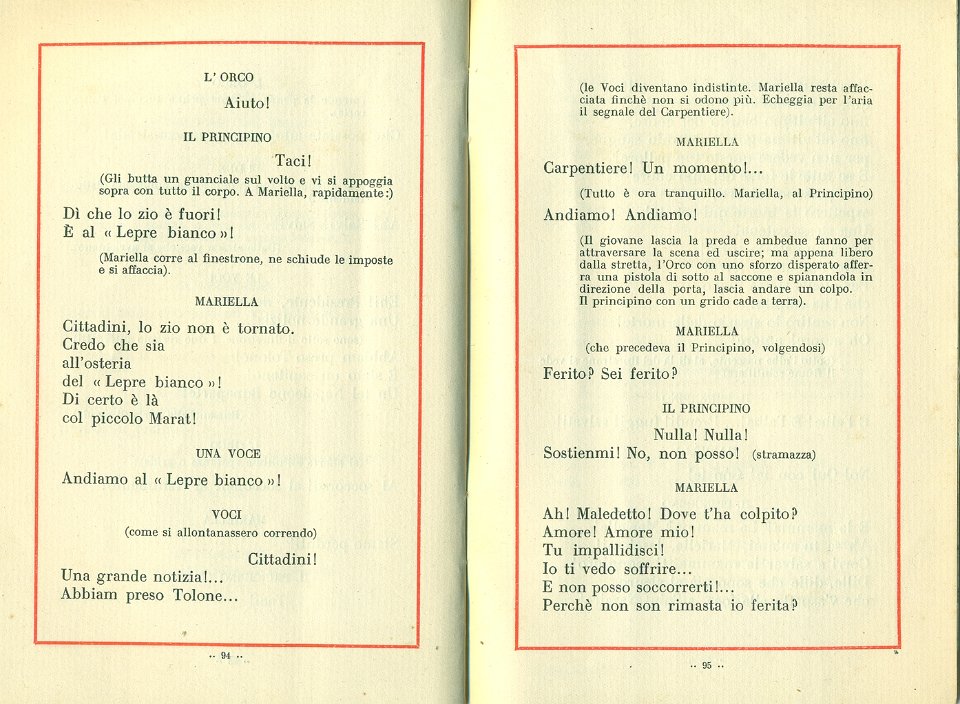 L'ORCO
Aiuto!
IL PRINCIPINO
Taci!
(Gli butta un guanciale sul volto e vi si appoggia
sopra con tutto il corpo. A Mariella, rapidamente:)
Dì che lo zio è fuori!
È al « Lepre bianco »!
(Mariella corre al finestrone, ne schiude le imposte
e si affaccia).
MARIELLA
Cittadini, lo zio non è tornato.
Credo che sia
all'osteria
del « Lepre bianco »!
Di certo è là
col piccolo Marat!
UNA VOCE
Andiamo al « Lepre bianco »!
VOCI
(come si allontanassero correndo)
Cittadini!
Una grande notizia!...
Abbiam preso Tolone...
·· 94 ··
(le Voci diventano indistinte. Mariella resta affac-
ciata finchè non si odono più. Echeggia per l'aria
il segnale del Carpentiere).
MARIELLA
Carpentiere! Un momento!...
(Tutto è ora tranquillo. Mariella, al Principino)
Andiamo! Andiamo!
(Il giovane lascia la preda e ambedue fanno per
attraversare la scena ed uscire; ma appena libero
dalla stretta, l'Orco con uno sforzo disperato affer-
ra una pistola di sotto al saccone e spianandola in
direzione della porta, lascia andare un colpo.
Il principino con un grido cade a terra).
MARIELLA
(che precedeva il Principino, volgendosi)
Ferito? Sei ferito?
IL PRINCIPINO
Nulla! Nulla!
Sostienmi! No, non posso! (stramazza)
MARIELLA
Ah! Maledetto! Dove t'ha colpito?
Amore! Amore mio!
Tu impallidisci!
Io ti vedo soffrire...
E non posso soccorrerti!...
Perchè non son rimasta io ferita?
·· 95 ··